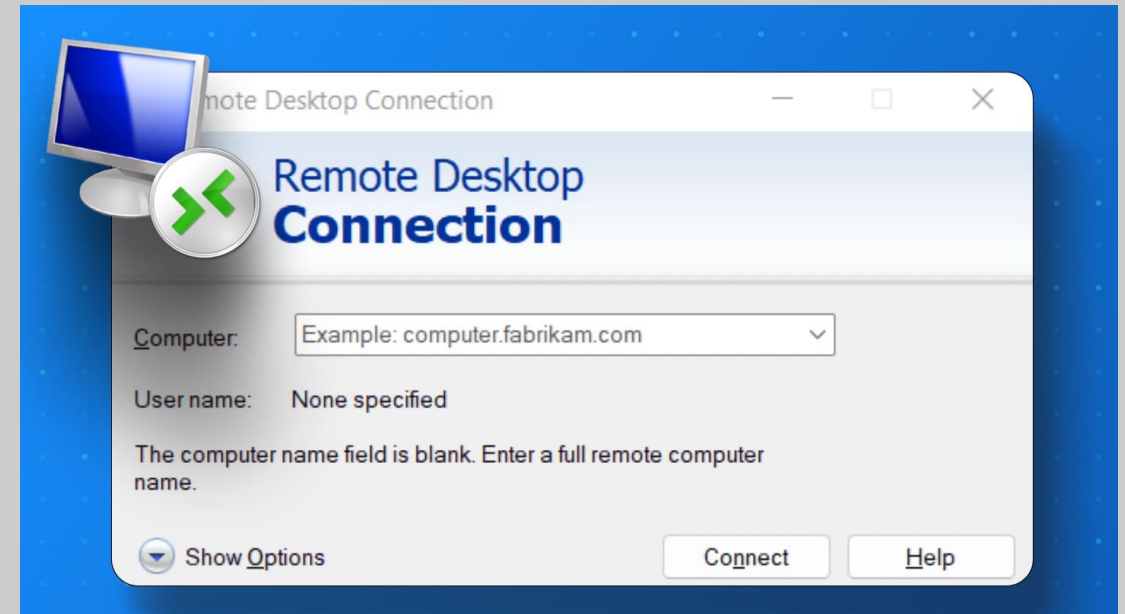 mote Desktop Connection
Remote Desktop
Connection
Computer: Example: computer.fabrikam.com
User name: None specified
The computer name field is blank. Enter a full remote computer
name.
Show Options Connect Help